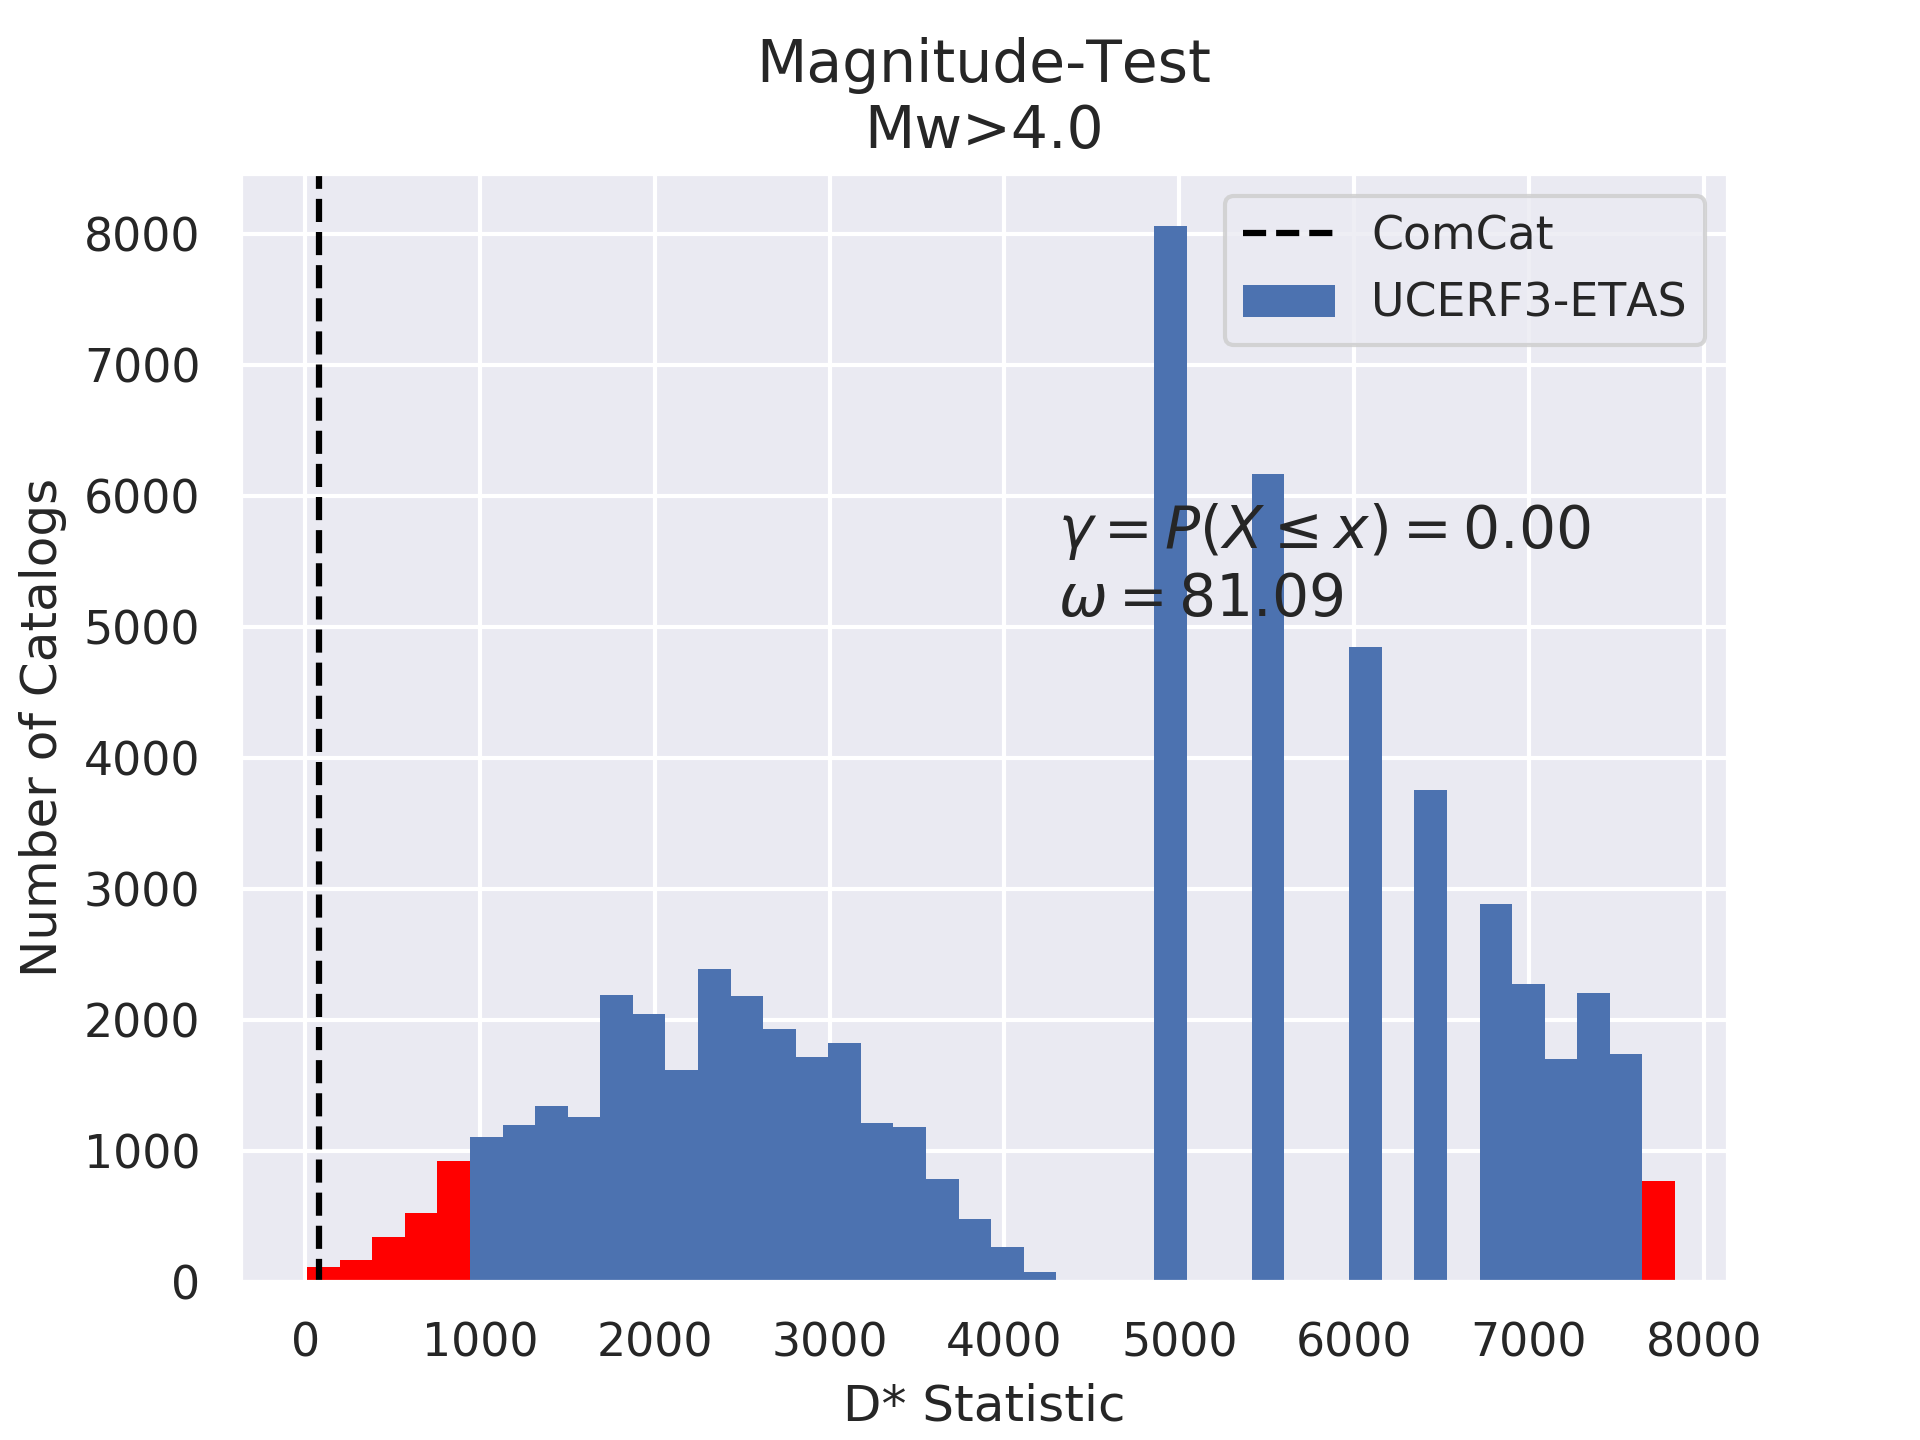 Magnitude-Test
Mw>4.0
Number of Catalogs
8000
7000
6000
5000
4000
3000
2000
1000
0
ComCat
UCERF3-ETAS
γ = P(X ≤ x) = 0.00
ω = 81.09
0 1000 2000 3000 4000 5000 6000 7000 8000
D* Statistic